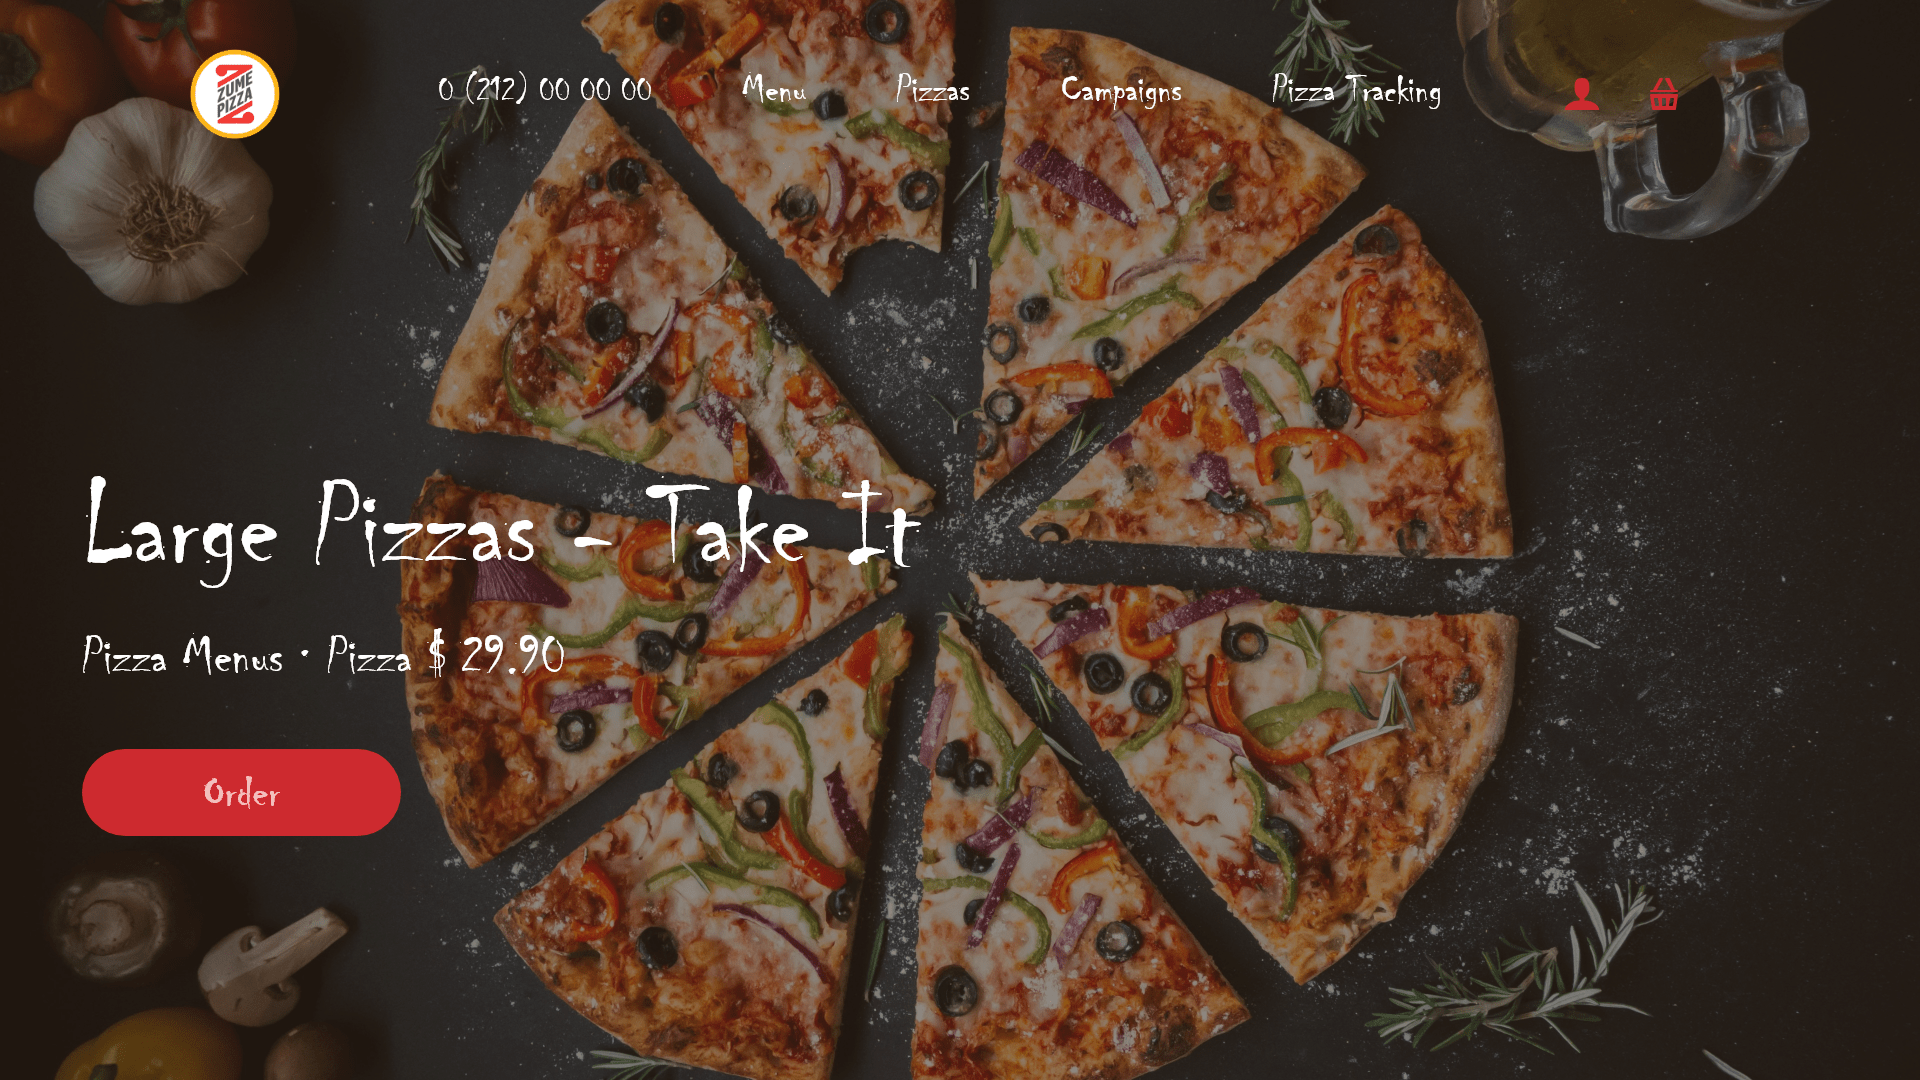 ZUME
PIZZA
0 (212) 00 00 00
Menu
Pizzas
Campaigns
Pizza Tracking
Large Pizzas - Take It
Pizza Menus · Pizza $ 29.90
Order